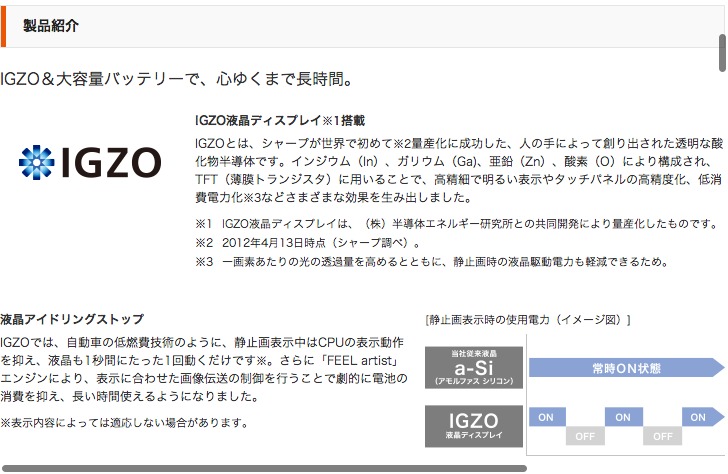 製品紹介
IGZO＆大容量バッテリーで、心ゆくまで長時間。
IGZO
IGZO液晶ディスプレイ※1搭載
IGZOとは、シャープが世界で初めて※2量産化に成功した、人の手によって創り出された透明な酸
化物半導体です。インジウム（In）、ガリウム（Ga）、亜鉛（Zn）、酸素（O）により構成され、
TFT（薄膜トランジスタ）に用いることで、高精細で明るい表示やタッチパネルの高精度化、低消
費電力化※3などさまざまな効果を生み出しました。
※1 IGZO液晶ディスプレイは、（株）半導体エネルギー研究所との共同開発により量産化したものです。
※2 2012年4月13日時点（シャープ調べ）。
※3 一画素あたりの光の透過量を高めるとともに、静止画時の液晶駆動電力も軽減できるため。
液晶アイドリングストップ
IGZOでは、自動車の低燃費技術のように、静止画表示中はCPUの表示動作
を抑え、液晶も1秒間にたった1回動くだけです※。さらに「FEEL artist」
エンジンにより、表示に合わせた画像伝送の制御を行うことで劇的に電池の
消費を抑え、長い時間使えるようになりました。
※表示内容によっては適応しない場合があります。
[静止画表示時の使用電力（イメージ図）]
当社従来液晶
a-Si
（アモルファス シリコン）
常時ON状態
IGZO
液晶ディスプレイ
ON
OFF
ON
OFF
ON